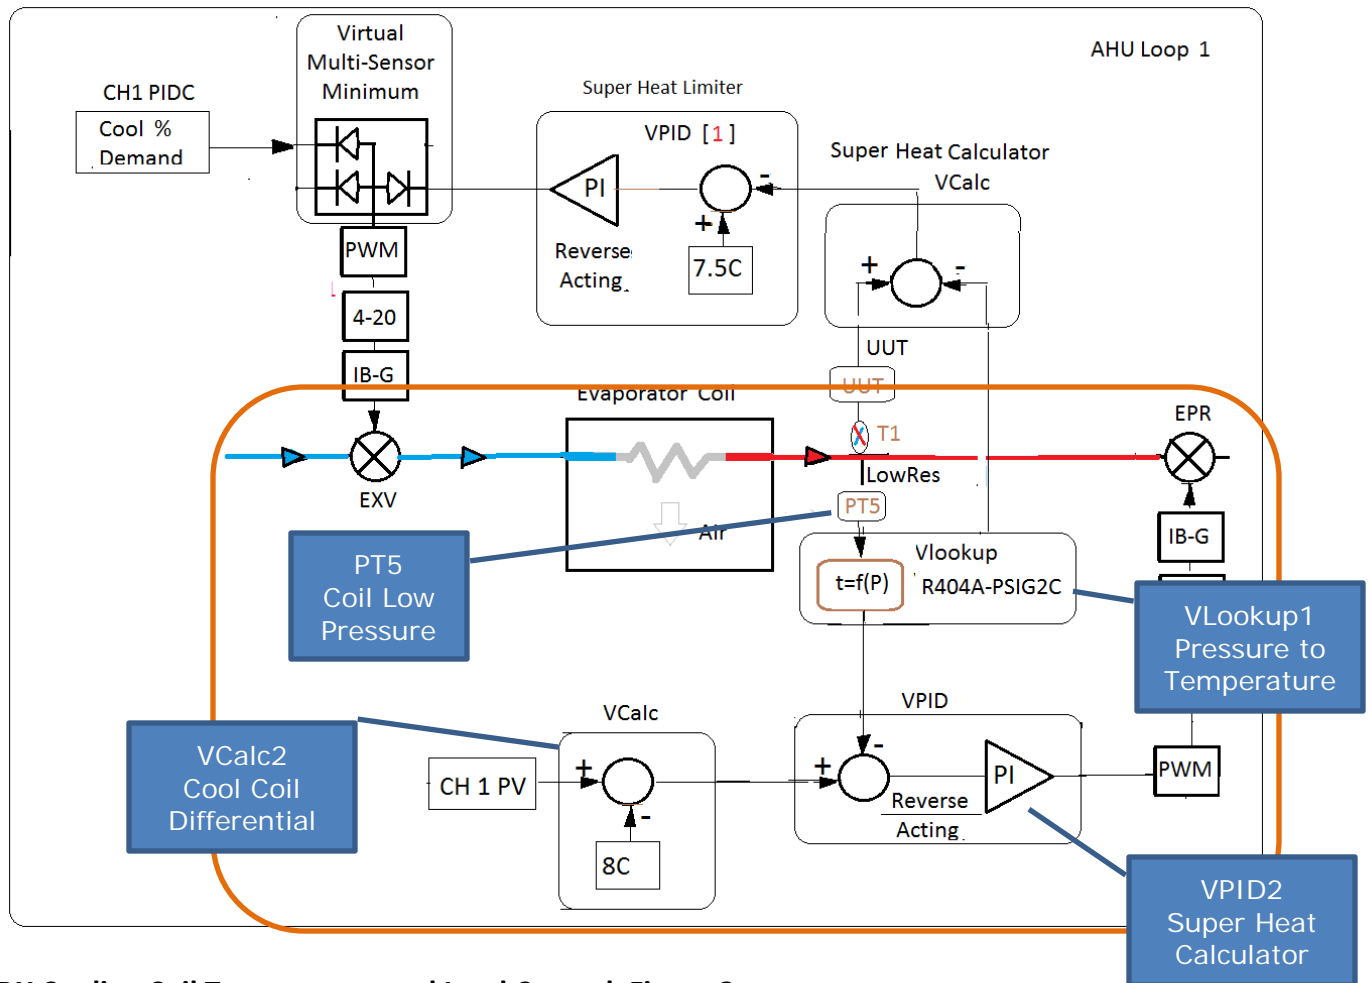 Virtual
Multi-Sensor
Minimum
AHU Loop 1
CH1 PIDC
Cool %
Demand
Super Heat Limiter
VPID [1]
PI
+
-
Reverse
Acting
7.5C
Super Heat Calculator
VCalc
+
-
PWM
4-20
IB-G
UUT
UUT
Evaporator Coil
T1
EPR
EXV
LowRes
Air
PT5
IB-G
PT5
Coil Low
Pressure
Vlookup
t=f(P)
R404A-PSIG2C
VLookup1
Pressure to
Temperature
VCalc
VPID
VCalc2
Cool Coil
Differential
CH 1 PV
+
-
8C
+
-
PI
Reverse
Acting
PWM
VPID2
Super Heat
Calculator